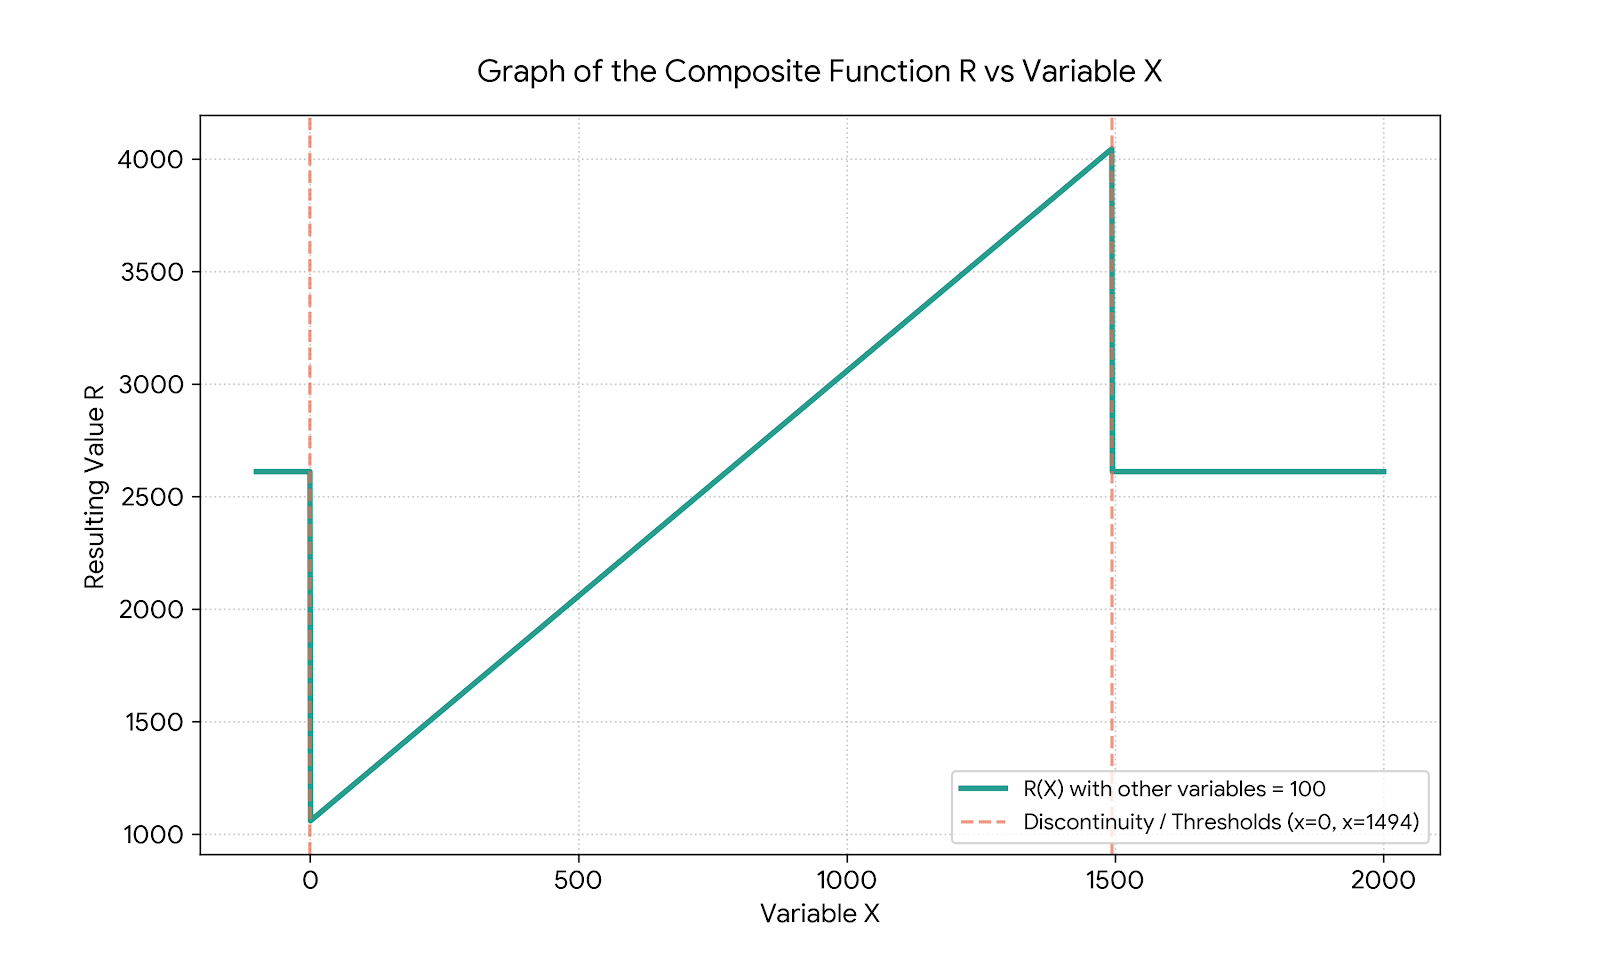 Graph of the Composite Function R vs Variable X
4000
3500
3000
2500
2000
1500
1000
Resulting Value R
R(X) with other variables = 100
Discontinuity / Thresholds (x=0, x=1494)
0 500 1000 1500 2000
Variable X